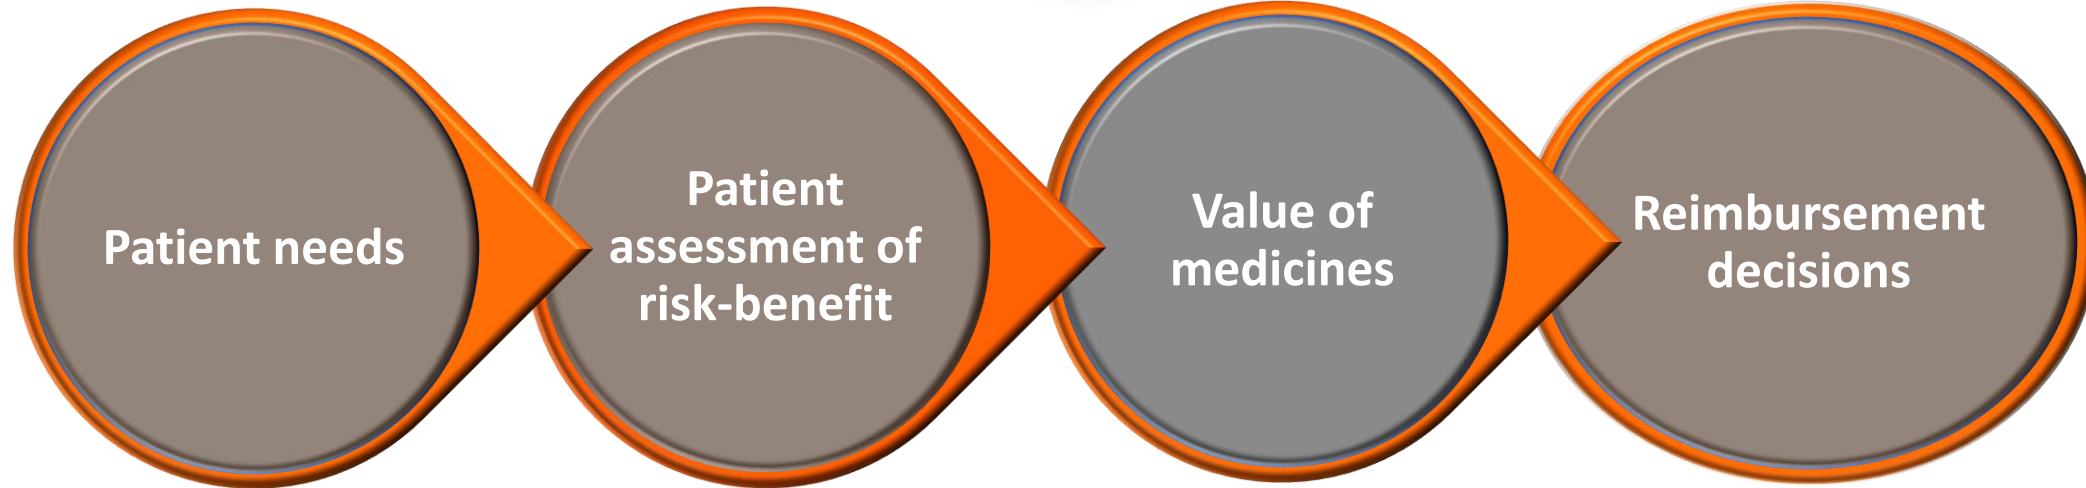 Patient needs
Patient
assessment of
risk-benefit
Value of
medicines
Reimbursement
decisions